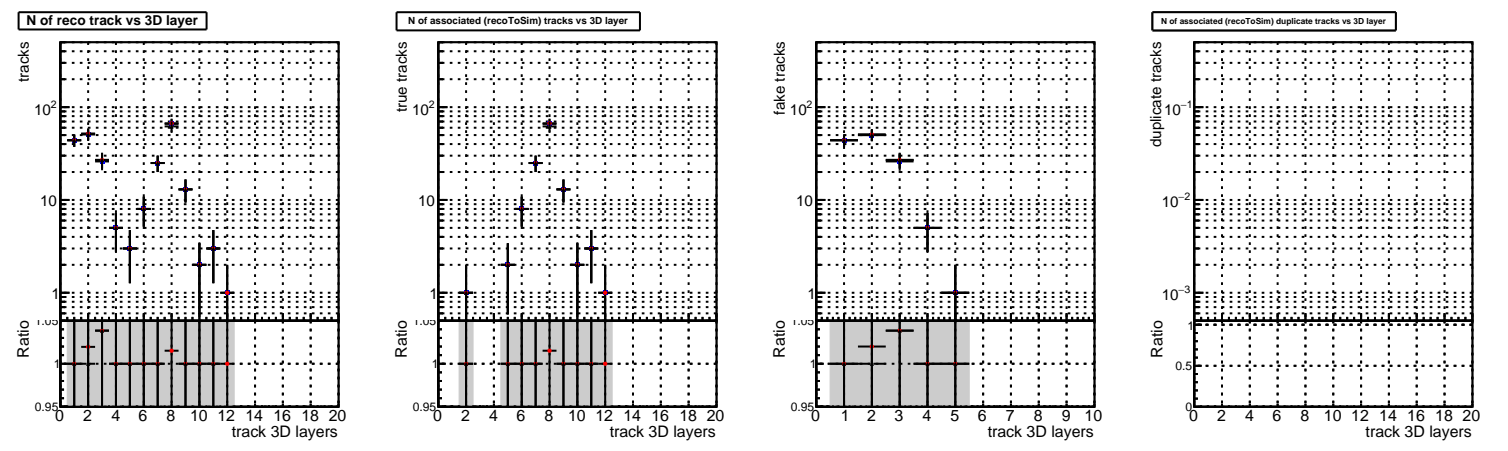 N of reco track vs 3D layer
tracks
10²
10
1
Ratio
1.05
1
0.95
0 2 4 6 8 10 12 14 16 18 20
track 3D layers
N of associated (recoToSim) tracks vs 3D layer
true tracks
10²
10
1
Ratio
1.05
1
0.95
0 2 4 6 8 10 12 14 16 18 20
track 3D layers
fake tracks
10²
10
1
Ratio
1.05
1
0.95
0 1 2 3 4 5 6 7 8 9 10
track 3D layers
N of associated (recoToSim) duplicate tracks vs 3D layer
duplicate tracks
10⁻¹
10⁻²
10⁻³
Ratio
1
0.5
0
0 2 4 6 8 10 12 14 16 18 20
track 3D layers